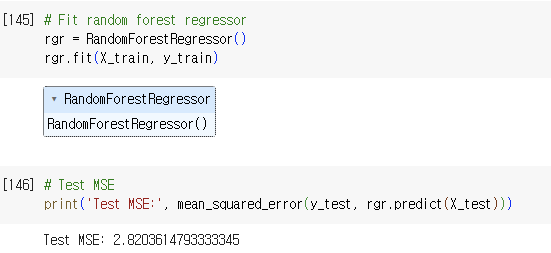 [145] # Fit random forest regressor
rgr = RandomForestRegressor()
rgr.fit(X_train, y_train)
▾ RandomForestRegressor
RandomForestRegressor()
[146] # Test MSE
print('Test MSE:', mean_squared_error(y_test, rgr.predict(X_test)))
Test MSE: 2.8203614793333345